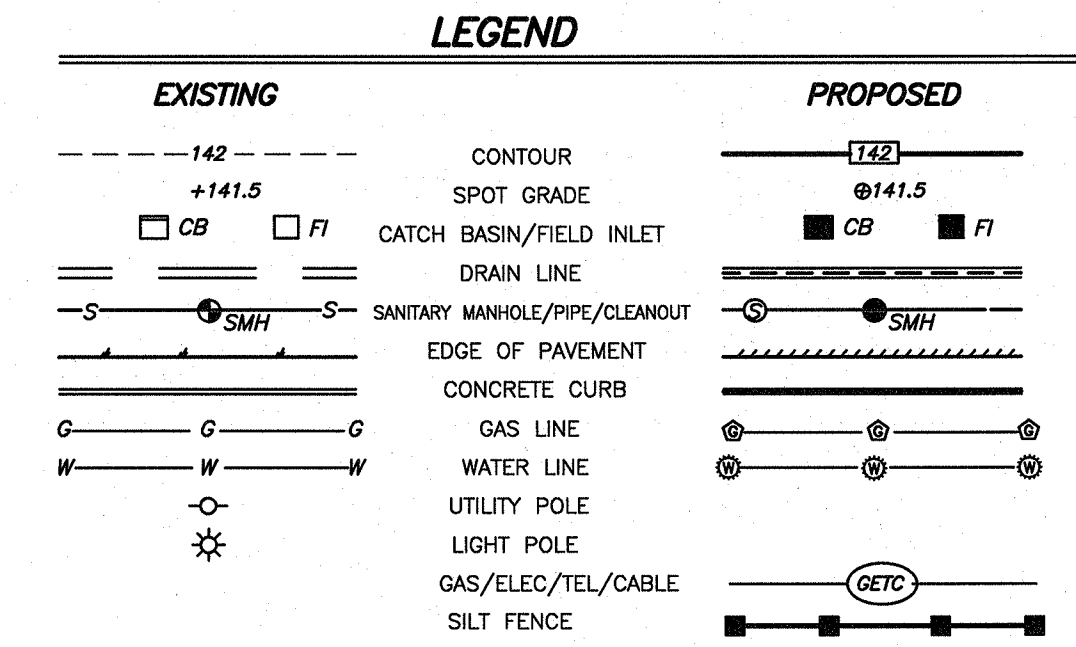 LEGEND
EXISTING PROPOSED
142 CONTOUR 142
+141.5 SPOT GRADE ⊕141.5
CB FI CATCH BASIN/FIELD INLET CB FI
DRAIN LINE
S SMH S SANITARY MANHOLE/PIPE/CLEANOUT S SMH
EDGE OF PAVEMENT
CONCRETE CURB
G G G GAS LINE G G G
W W W WATER LINE W W W
UTILITY POLE
LIGHT POLE
GAS/ELEC/TEL/CABLE GETC
SILT FENCE